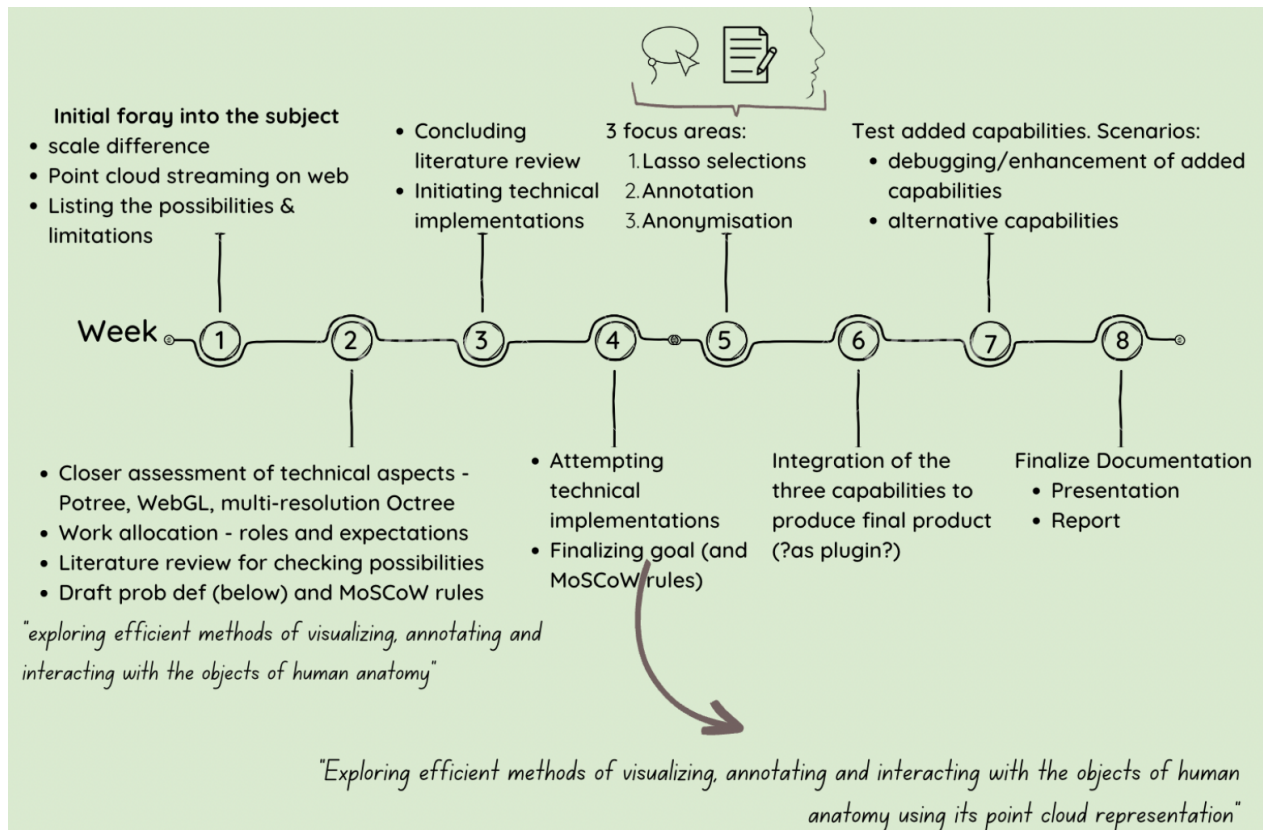 Initial foray into the subject
• scale difference
• Point cloud streaming on web
• Listing the possibilities &
limitations
• Concluding
literature review
• Initiating technical
implementations
3 focus areas:
1. Lasso selections
2. Annotation
3. Anonymisation
Test added capabilities. Scenarios:
• debugging/enhancement of added
capabilities
• alternative capabilities
Week 1 2 3 4 5 6 7 8
• Closer assessment of technical aspects -
Potree, WebGL, multi-resolution Octree
• Work allocation - roles and expectations
• Literature review for checking possibilities
• Draft prob def (below) and MoSCoW rules
"exploring efficient methods of visualizing, annotating and
interacting with the objects of human anatomy"
• Attempting
technical
implementations
• Finalizing goal (and
MoSCoW rules)
Integration of the
three capabilities to
produce final product
(?as plugin?)
Finalize Documentation
• Presentation
• Report
"Exploring efficient methods of visualizing, annotating and interacting with the objects of human
anatomy using its point cloud representation"